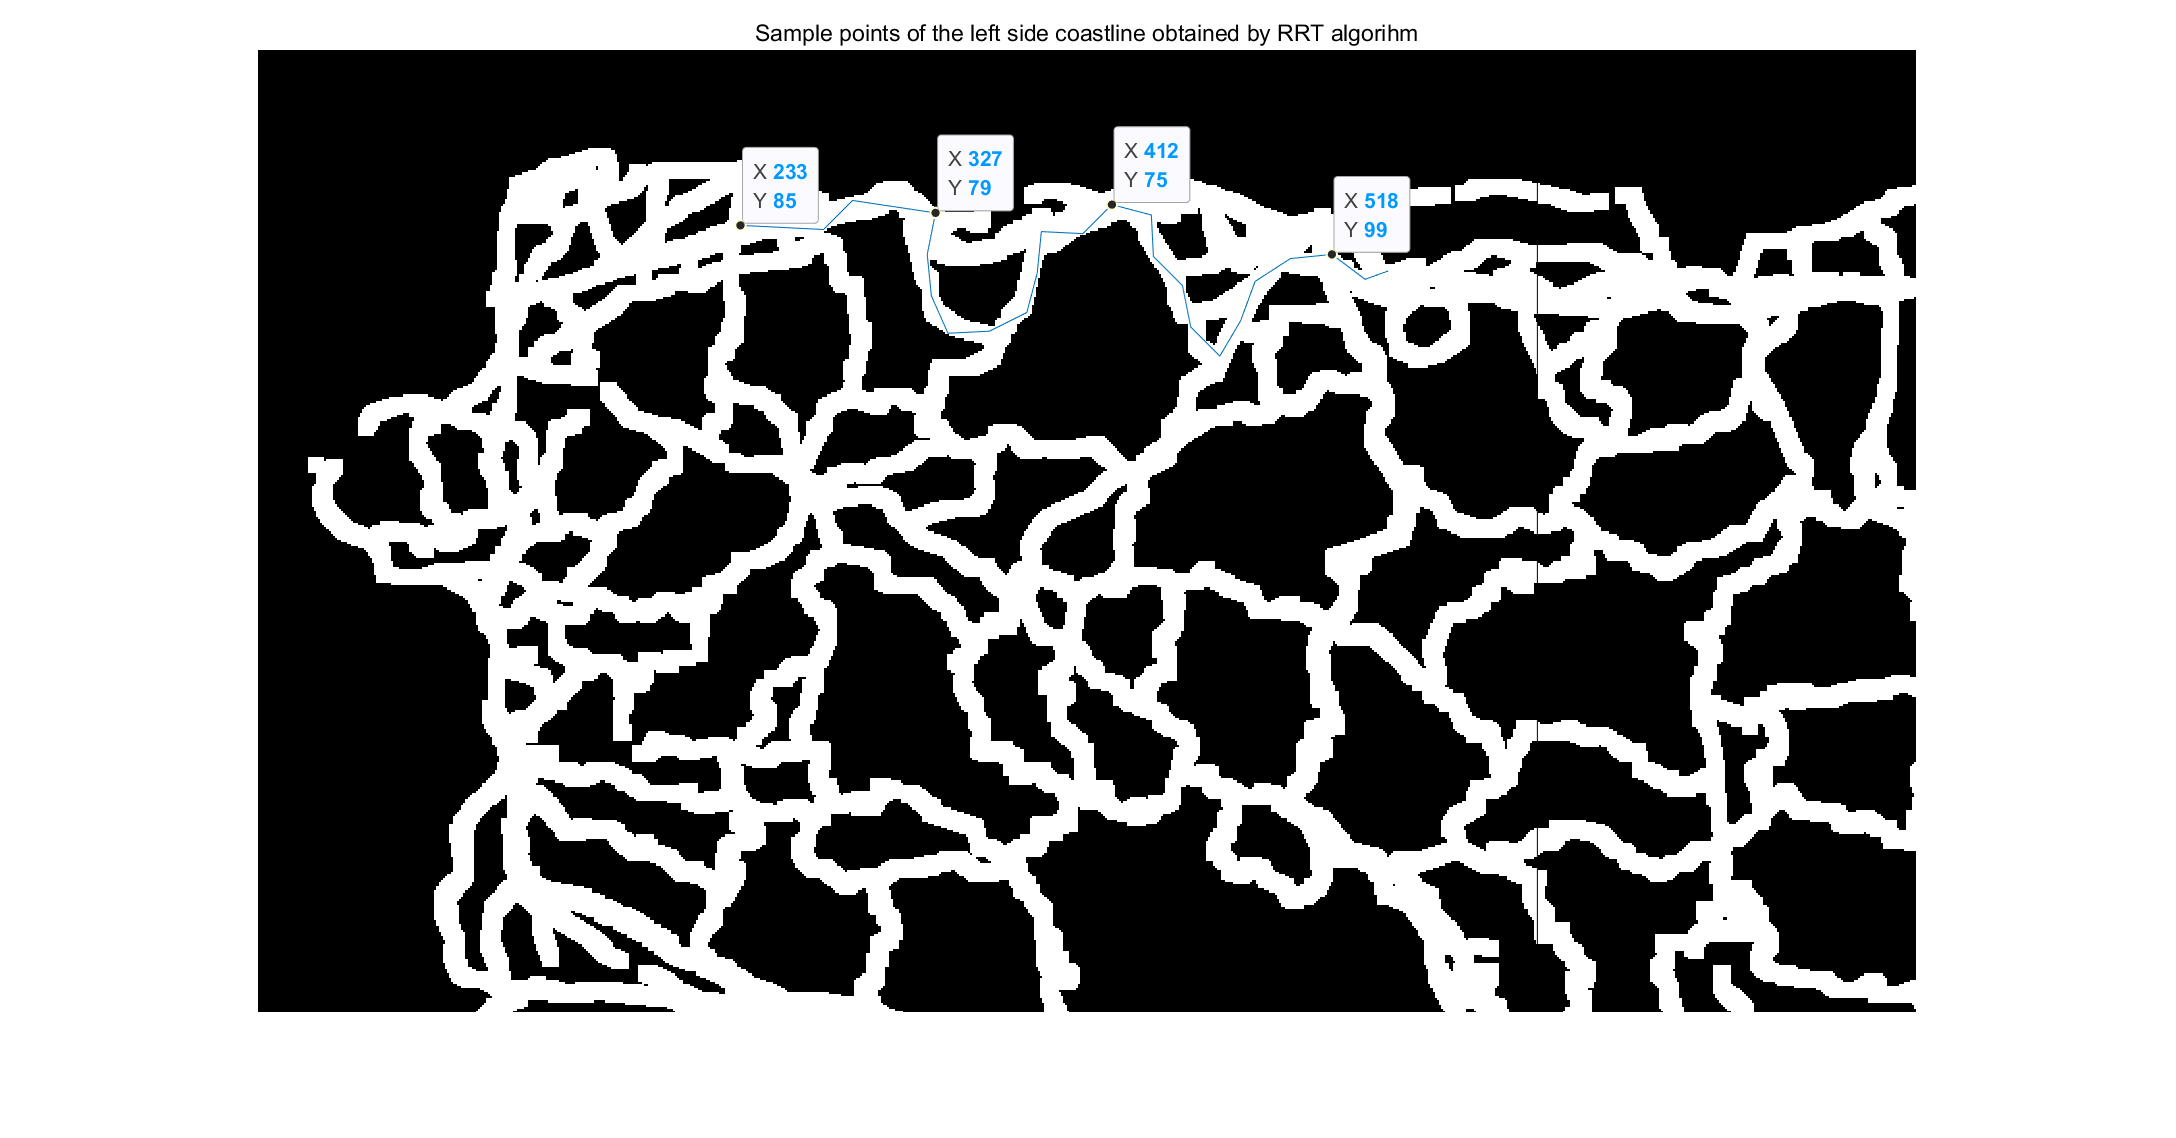 Sample points of the left side coastline obtained by RRT algorihm
X 233
Y 85
X 327
Y 79
X 412
Y 75
X 518
Y 99